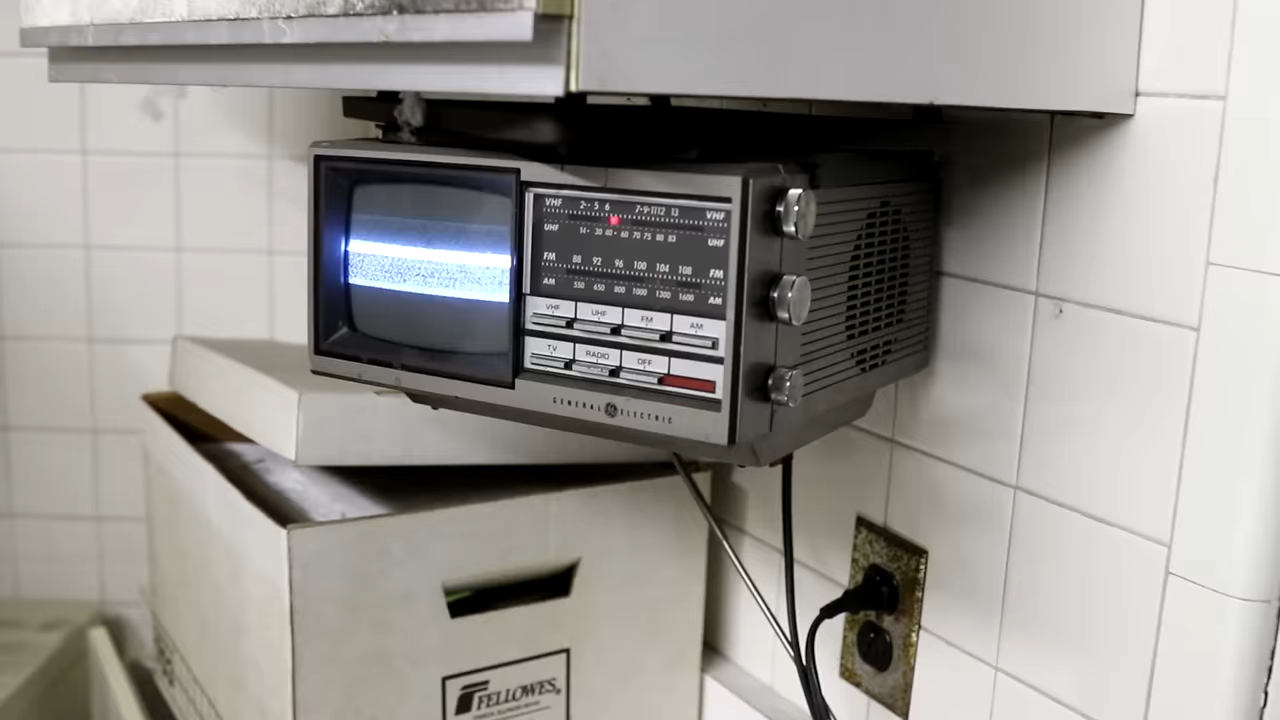 VHF 2·· 5 6 7·9·11 12 13 VHF
UHF 14· 30 40· 60 70 75 80 83 UHF
FM 88 92 96 100 104 108 FM
AM 550 650 800 1000 1300 1600 AM
VHF UHF FM AM
TV RADIO OFF
GENERAL GE ELECTRIC
FELLOWES®